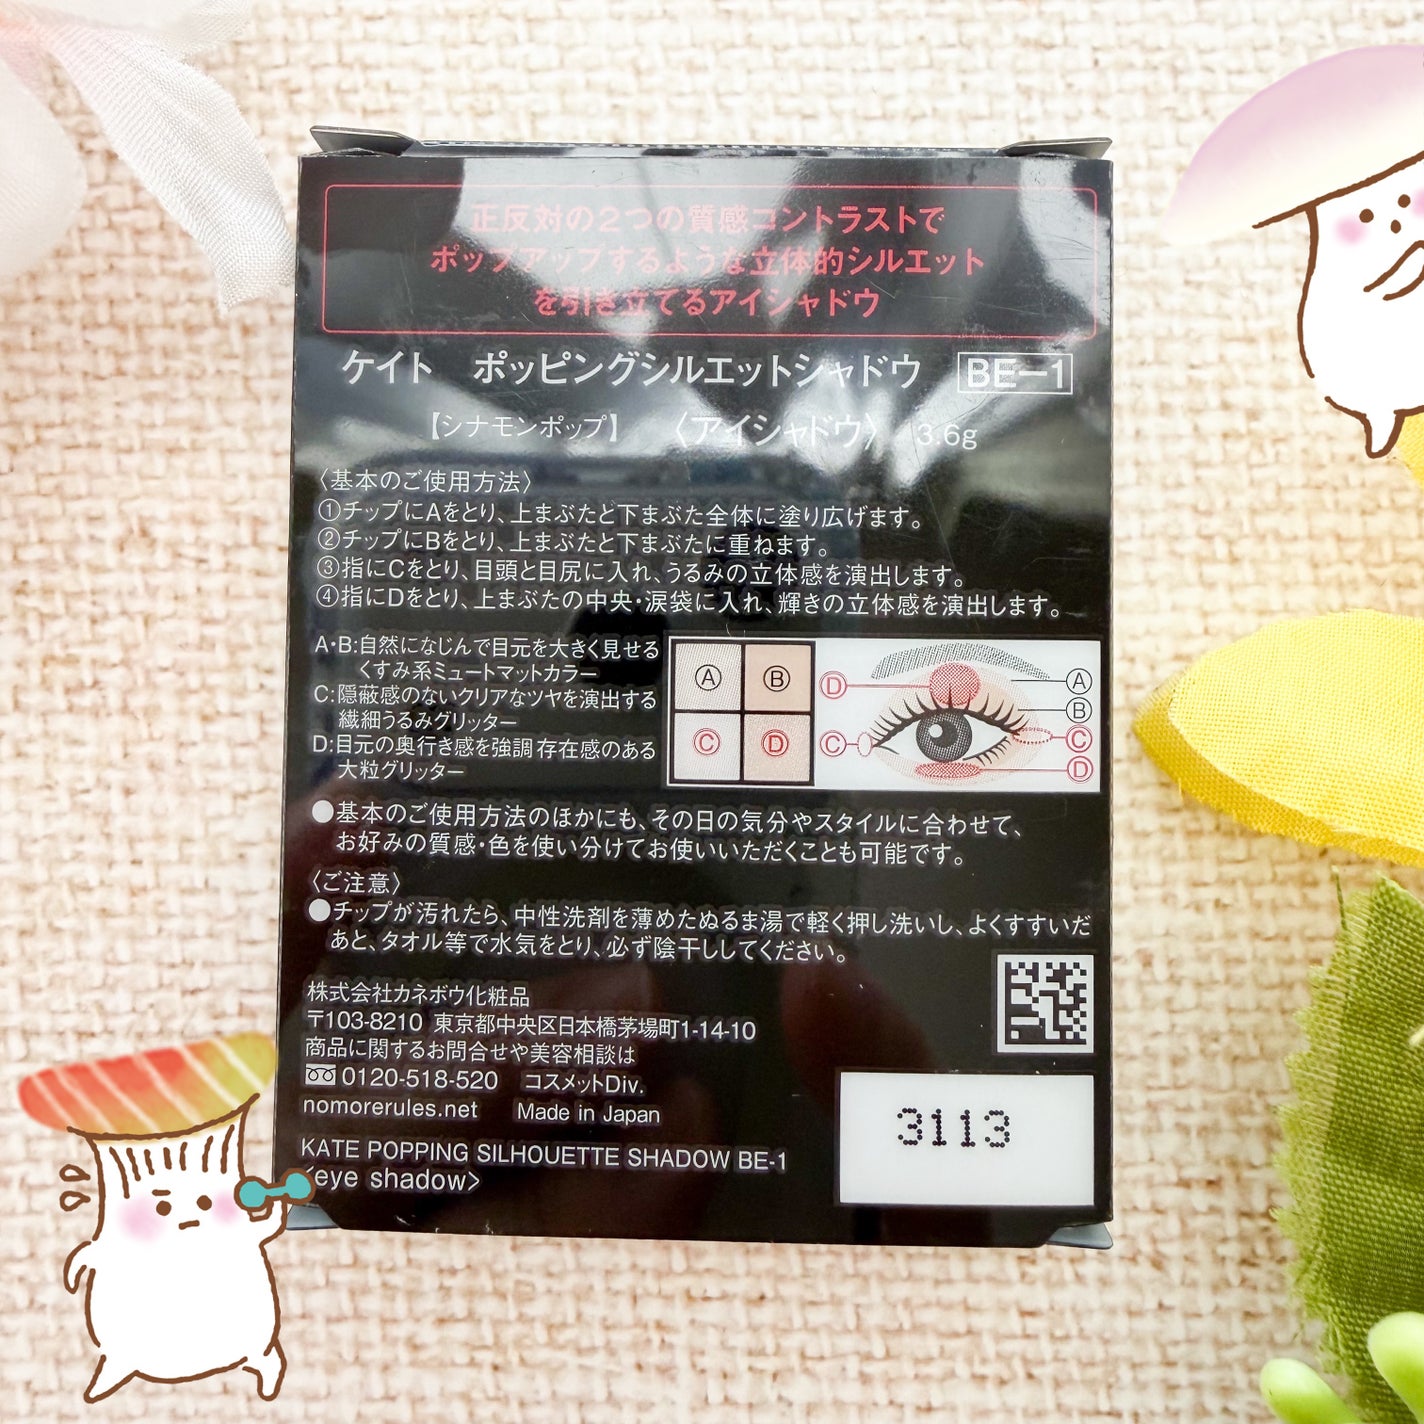 正反対の2つの質感コントラストで
ポップアップするような立体的シルエット
を引き立てるアイシャドウ
ケイト ポッピングシルエットシャドウ BE−1
【シナモンポップ】 〈アイシャドウ〉 3.6g
〈基本のご使用方法〉
①チップにAをとり、上まぶたと下まぶた全体に塗り広げます。
②チップにBをとり、上まぶたと下まぶたに重ねます。
③指にCをとり、目頭と目尻に入れ、うるみの立体感を演出します。
④指にDをとり、上まぶたの中央・涙袋に入れ、輝きの立体感を演出します。
A・B:自然になじんで目元を大きく見せる
くすみ系ミュートマットカラー
C:隠蔽感のないクリアなツヤを演出する
繊細うるみグリッター
D:目元の奥行き感を強調 存在感のある
大粒グリッター
A B
C D
D A
B
C C
D
●基本のご使用方法のほかにも、その日の気分やスタイルに合わせて、
お好みの質感・色を使い分けてお使いいただくことも可能です。
〈ご注意〉
●チップが汚れたら、中性洗剤を薄めたぬるま湯で軽く押し洗いし、よくすすいだ
あと、タオル等で水気をとり、必ず陰干ししてください。
株式会社カネボウ化粧品
〒103-8210 東京都中央区日本橋茅場町1-14-10
商品に関するお問合せや美容相談は
0120-518-520 コスメットDiv.
nomorerules.net Made in Japan
KATE POPPING SILHOUETTE SHADOW BE-1
<eye shadow>
3113